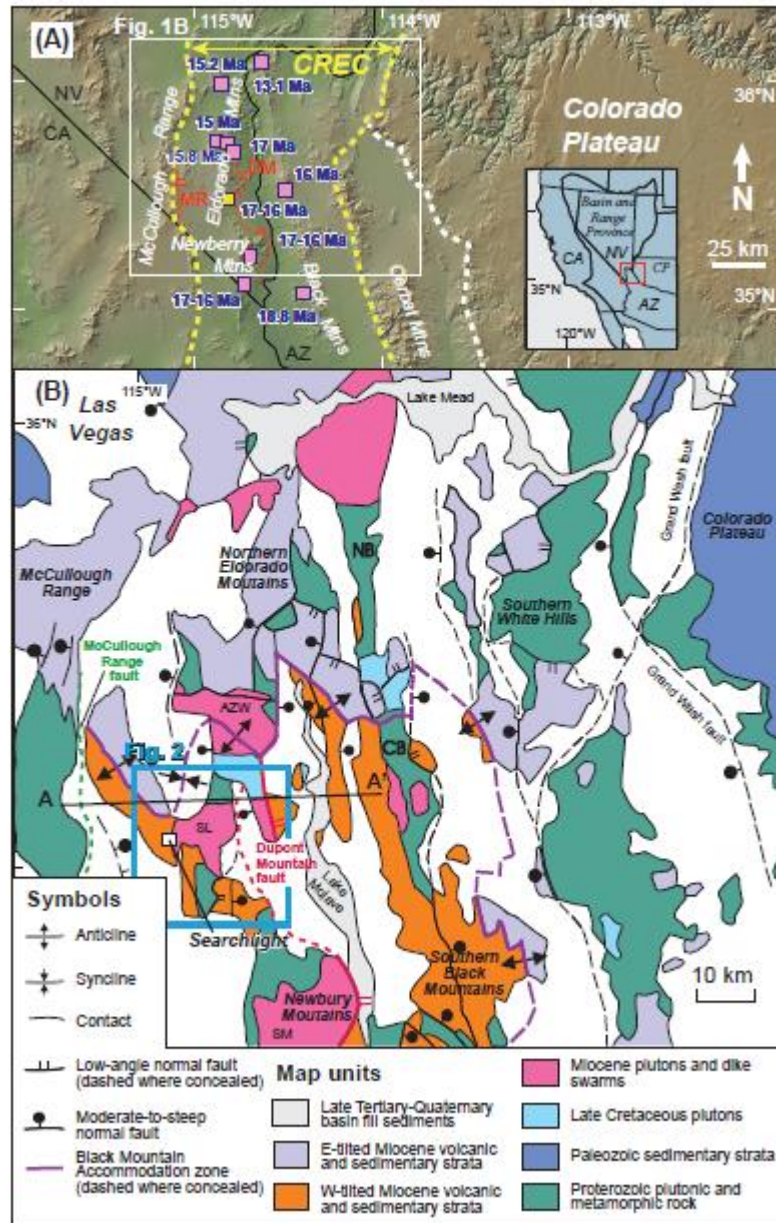 (A)
115°W
114°W
113°W
Fig. 1B
CREC
15.2 Ma
13.1 Ma
36°N
NV
CA
McCullough Range
Eldorado Mtns
15 Ma
17 Ma
15.8 Ma
16 Ma
MR
17-16 Ma
Newberry Mtns
17-16 Ma
17-16 Ma
18.8 Ma
Black Mtns
Cerbat Mtns
AZ
Colorado
Plateau
N
25 km
35°N
Basin and
Range
Province
CA
NV
CP
AZ
35°N
120°W
(B)
115°W
36°N
Las
Vegas
Lake Mead
Grand Wash fault
Colorado
Plateau
McCullough
Range
Northern
Eldorado
Moutains
NB
Southern
White Hills
McCullough
Range
fault
Grand Wash fault
AZW
Fig. 2
CB
A
A'
SL
Dupont
Mountain
fault
Lake Mojave
Searchlight
Southern
Black
Mountains
10 km
Newbury
Moutains
SM
Symbols
Anticline
Syncline
Contact
Low-angle normal fault
(dashed where concealed)
Moderate-to-steep
normal fault
Black Mountain
Accommodation zone
(dashed where concealed)
Map units
Late Tertiary-Quaternary
basin fill sediments
E-tilted Miocene volcanic
and sedimentary strata
W-tilted Miocene volcanic
and sedimentary strata
Miocene plutons and dike
swarms
Late Cretaceous plutons
Paleozoic sedimentary strata
Proterozoic plutonic and
metamorphic rock